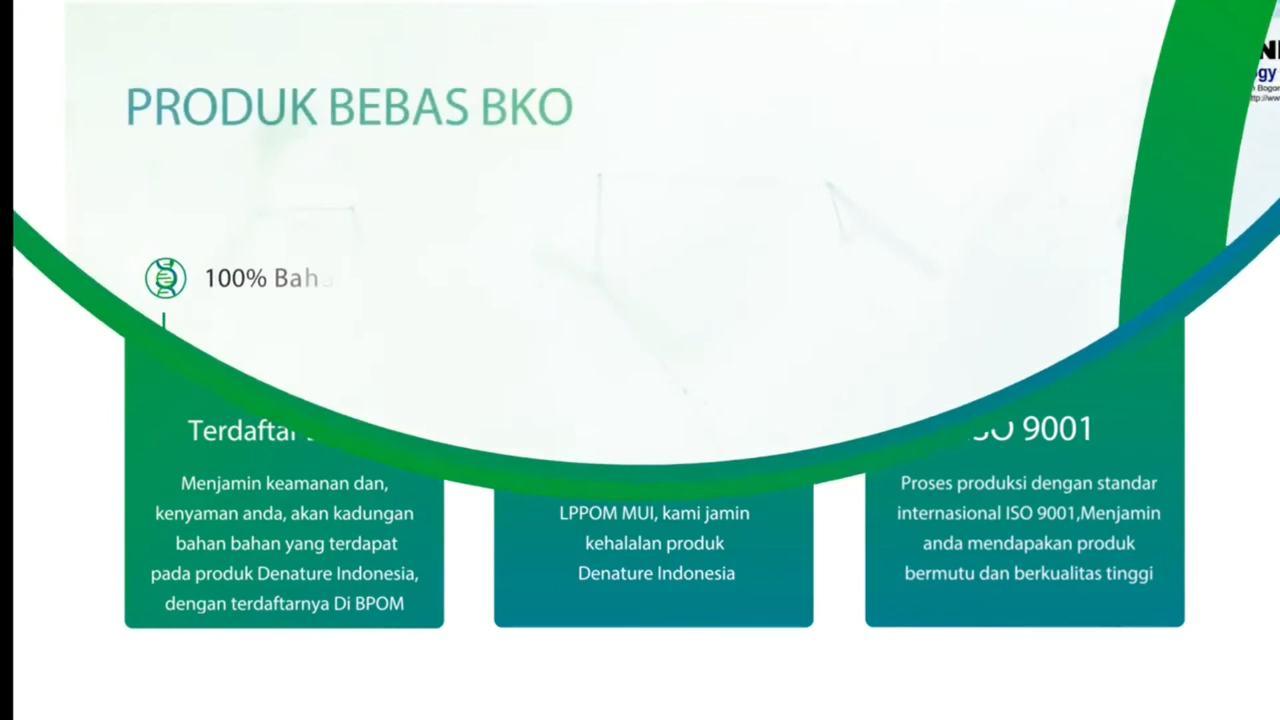 PRODUK BEBAS BKO
100% Bah
Terdaftar
Menjamin keamanan dan,
kenyaman anda, akan kadungan
bahan bahan yang terdapat
pada produk Denature Indonesia,
dengan terdaftarnya Di BPOM
LPPOM MUI, kami jamin
kehalalan produk
Denature Indonesia
ISO 9001
Proses produksi dengan standar
internasional ISO 9001,Menjamin
anda mendapakan produk
bermutu dan berkualitas tinggi